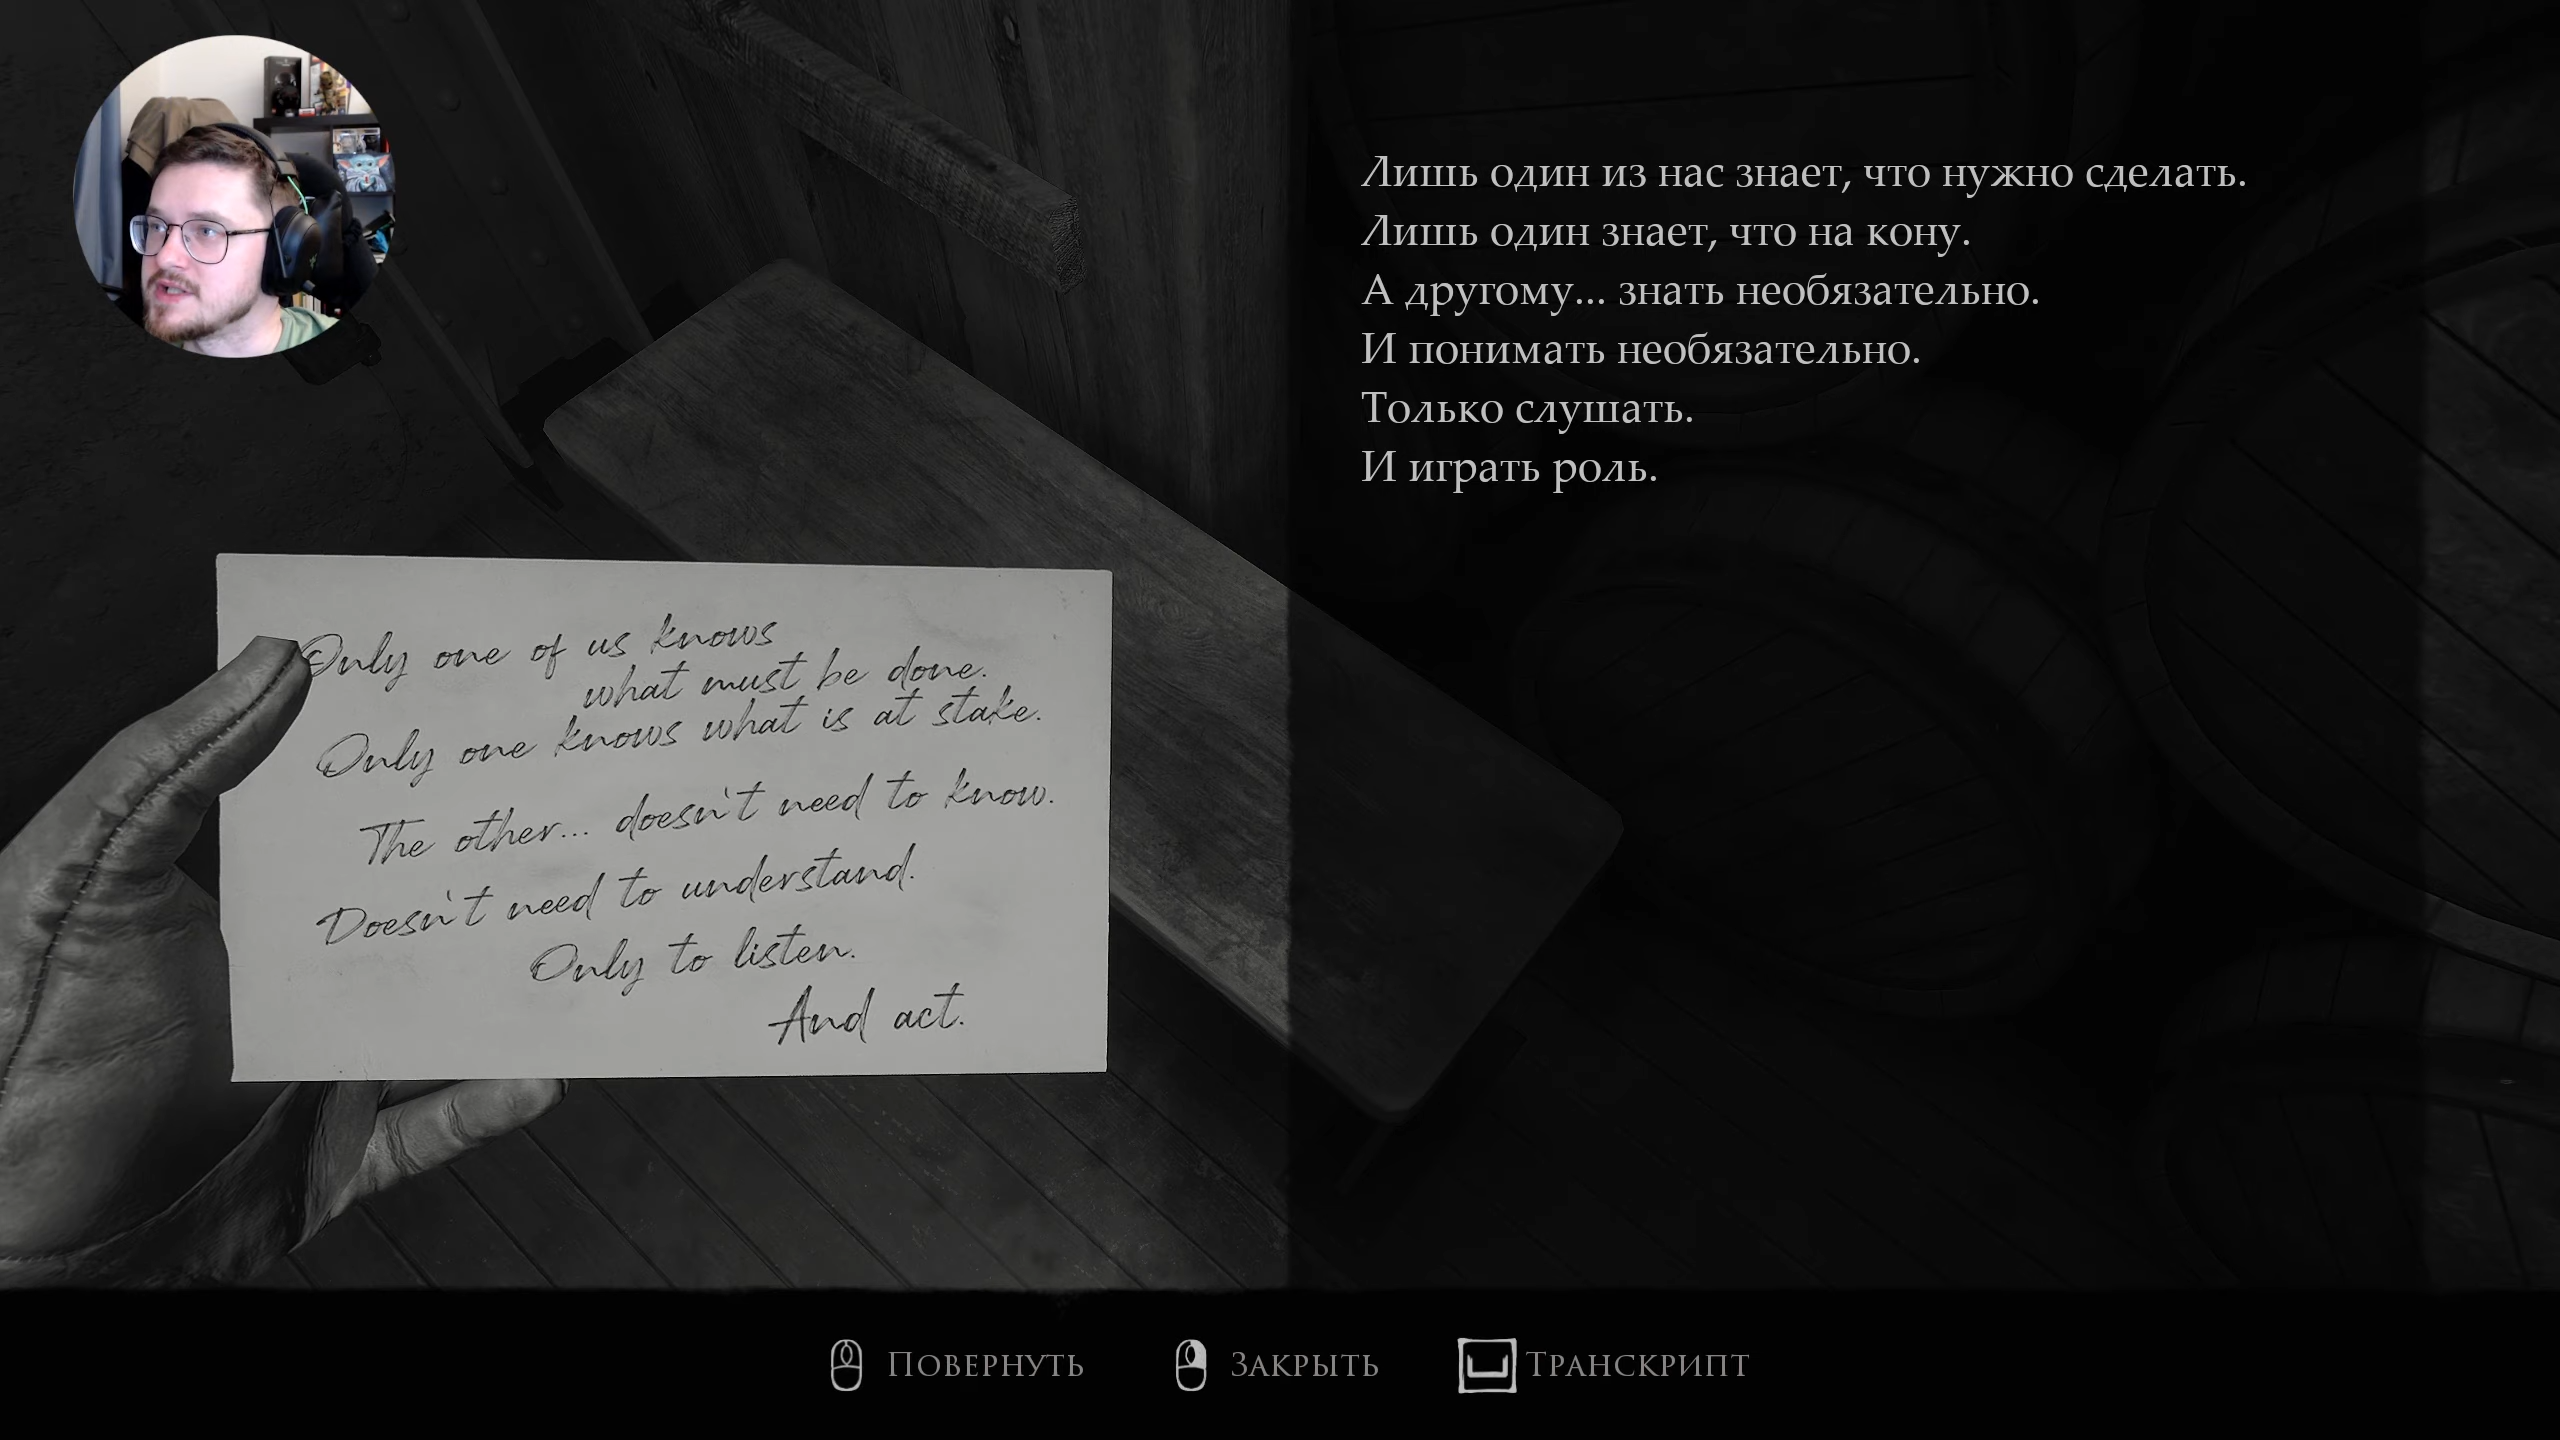 Лишь один из нас знает, что нужно сделать.
Лишь один знает, что на кону.
А другому... знать необязательно.
И понимать необязательно.
Только слушать.
И играть роль.
Only one of us knows
what must be done.
Only one knows what is at stake.
The other... doesn't need to know.
Doesn't need to understand.
Only to listen.
And act.
Повернуть
Закрыть
Транскрипт